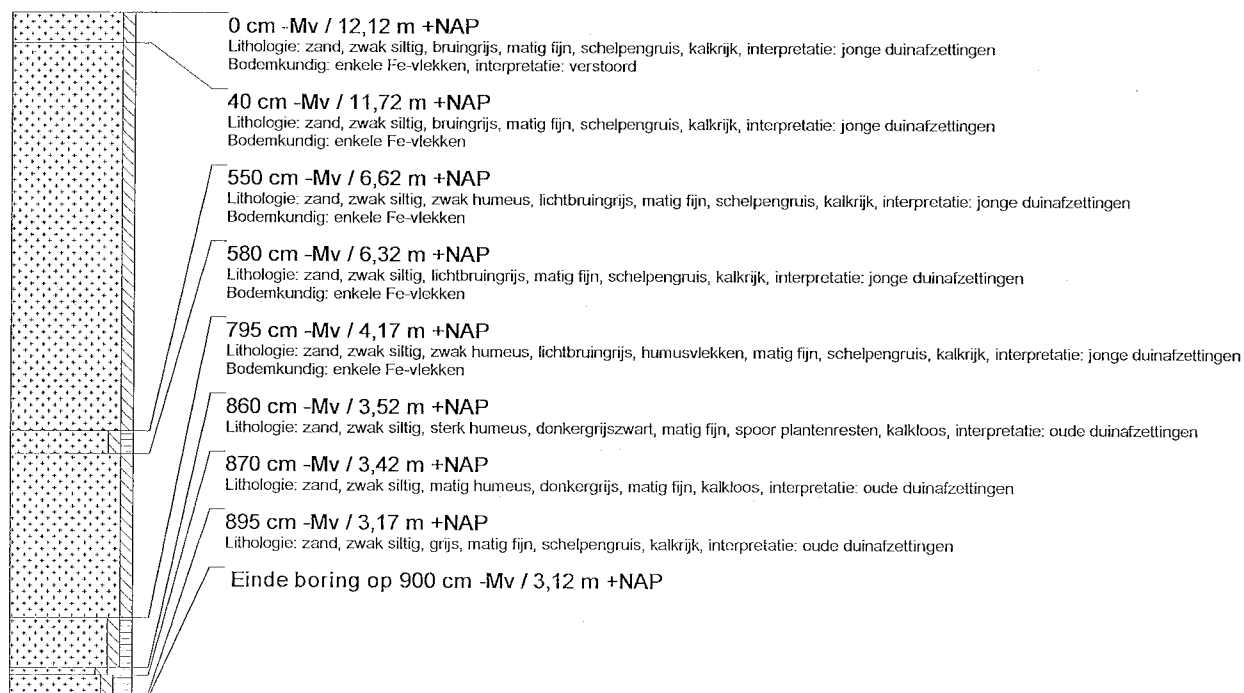 0 cm -Mv / 12,12 m +NAP
Lithologie: zand, zwak siltig, bruingrijs, matig fijn, schelpengruis, kalkrijk, interpretatie: jonge duinafzettingen
Bodemkundig: enkele Fe-vlekken, interpretatie: verstoord
40 cm -Mv / 11,72 m +NAP
Lithologie: zand, zwak siltig, bruingrijs, matig fijn, schelpengruis, kalkrijk, interpretatie: jonge duinafzettingen
Bodemkundig: enkele Fe-vlekken
550 cm -Mv / 6,62 m +NAP
Lithologie: zand, zwak siltig, zwak humeus, lichtbruingrijs, matig fijn, schelpengruis, kalkrijk, interpretatie: jonge duinafzettingen
Bodemkundig: enkele Fe-vlekken
580 cm -Mv / 6,32 m +NAP
Lithologie: zand, zwak siltig, lichtbruingrijs, matig fijn, schelpengruis, kalkrijk, interpretatie: jonge duinafzettingen
Bodemkundig: enkele Fe-vlekken
795 cm -Mv / 4,17 m +NAP
Lithologie: zand, zwak siltig, zwak humeus, lichtbruingrijs, humusvlekken, matig fijn, schelpengruis, kalkrijk, interpretatie: jonge duinafzettingen
Bodemkundig: enkele Fe-vlekken
860 cm -Mv / 3,52 m +NAP
Lithologie: zand, zwak siltig, sterk humeus, donkergrijszwart, matig fijn, spoor plantenresten, kalkloos, interpretatie: oude duinafzettingen
870 cm -Mv / 3,42 m +NAP
Lithologie: zand, zwak siltig, matig humeus, donkergrijs, matig fijn, kalkloos, interpretatie: oude duinafzettingen
895 cm -Mv / 3,17 m +NAP
Lithologie: zand, zwak siltig, grijs, matig fijn, schelpengruis, kalkrijk, interpretatie: oude duinafzettingen
Einde boring op 900 cm -Mv / 3,12 m +NAP